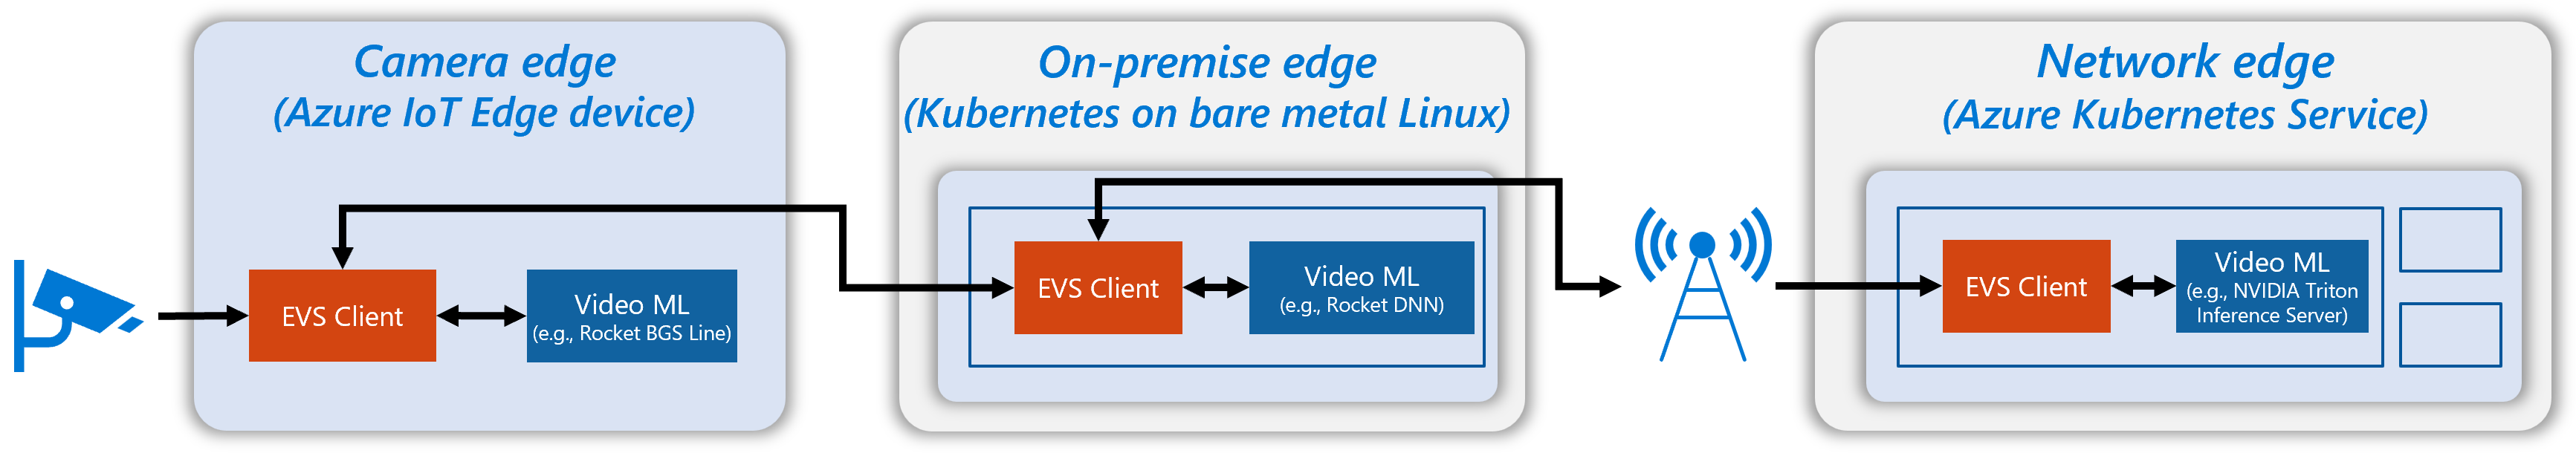 Camera edge
(Azure IoT Edge device)
EVS Client
Video ML
(e.g., Rocket BGS Line)
On-premise edge
(Kubernetes on bare metal Linux)
EVS Client
Video ML
(e.g., Rocket DNN)
Network edge
(Azure Kubernetes Service)
EVS Client
Video ML
(e.g., NVIDIA Triton
Inference Server)